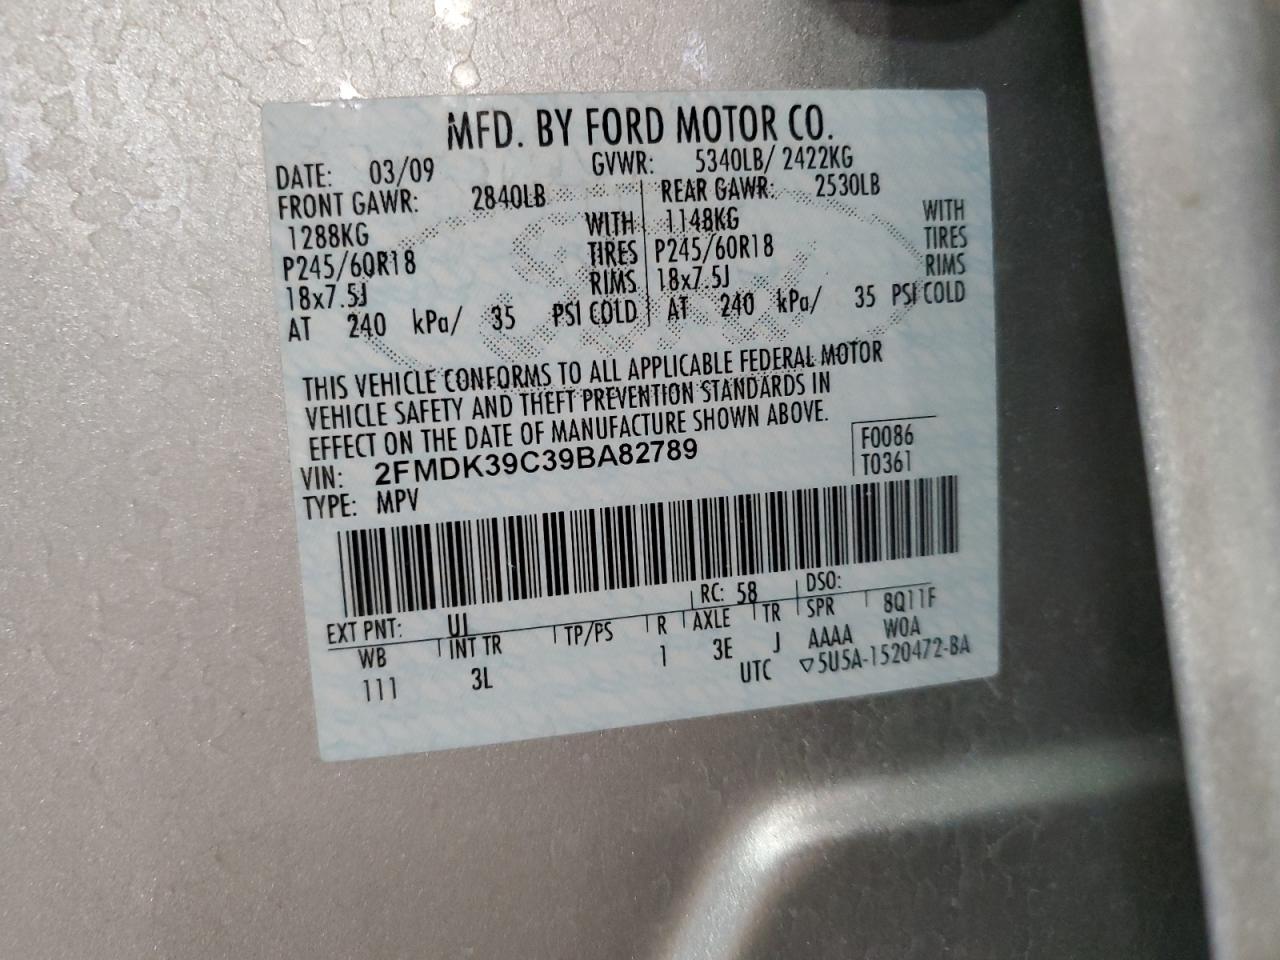 MFD. BY FORD MOTOR CO.
DATE: 03/09 GVWR: 5340LB/ 2422KG
FRONT GAWR: 2840LB REAR GAWR: 2530LB
1288KG WITH 1148KG WITH
P245/60R18 TIRES P245/60R18 TIRES
18x7.5J RIMS 18x7.5J RIMS
AT 240 kPa/ 35 PSI COLD AT 240 kPa/ 35 PSI COLD
THIS VEHICLE CONFORMS TO ALL APPLICABLE FEDERAL MOTOR
VEHICLE SAFETY AND THEFT PREVENTION STANDARDS IN
EFFECT ON THE DATE OF MANUFACTURE SHOWN ABOVE.
VIN: 2FMDK39C39BA82789 F0086
TYPE: MPV T0361
EXT PNT: UJ RC: 58 DSO:
WB INT TR TP/PS R AXLE TR SPR 8Q11F
111 3L 1 3E J AAAA W0A
UTC ▽5U5A-1520472-BA